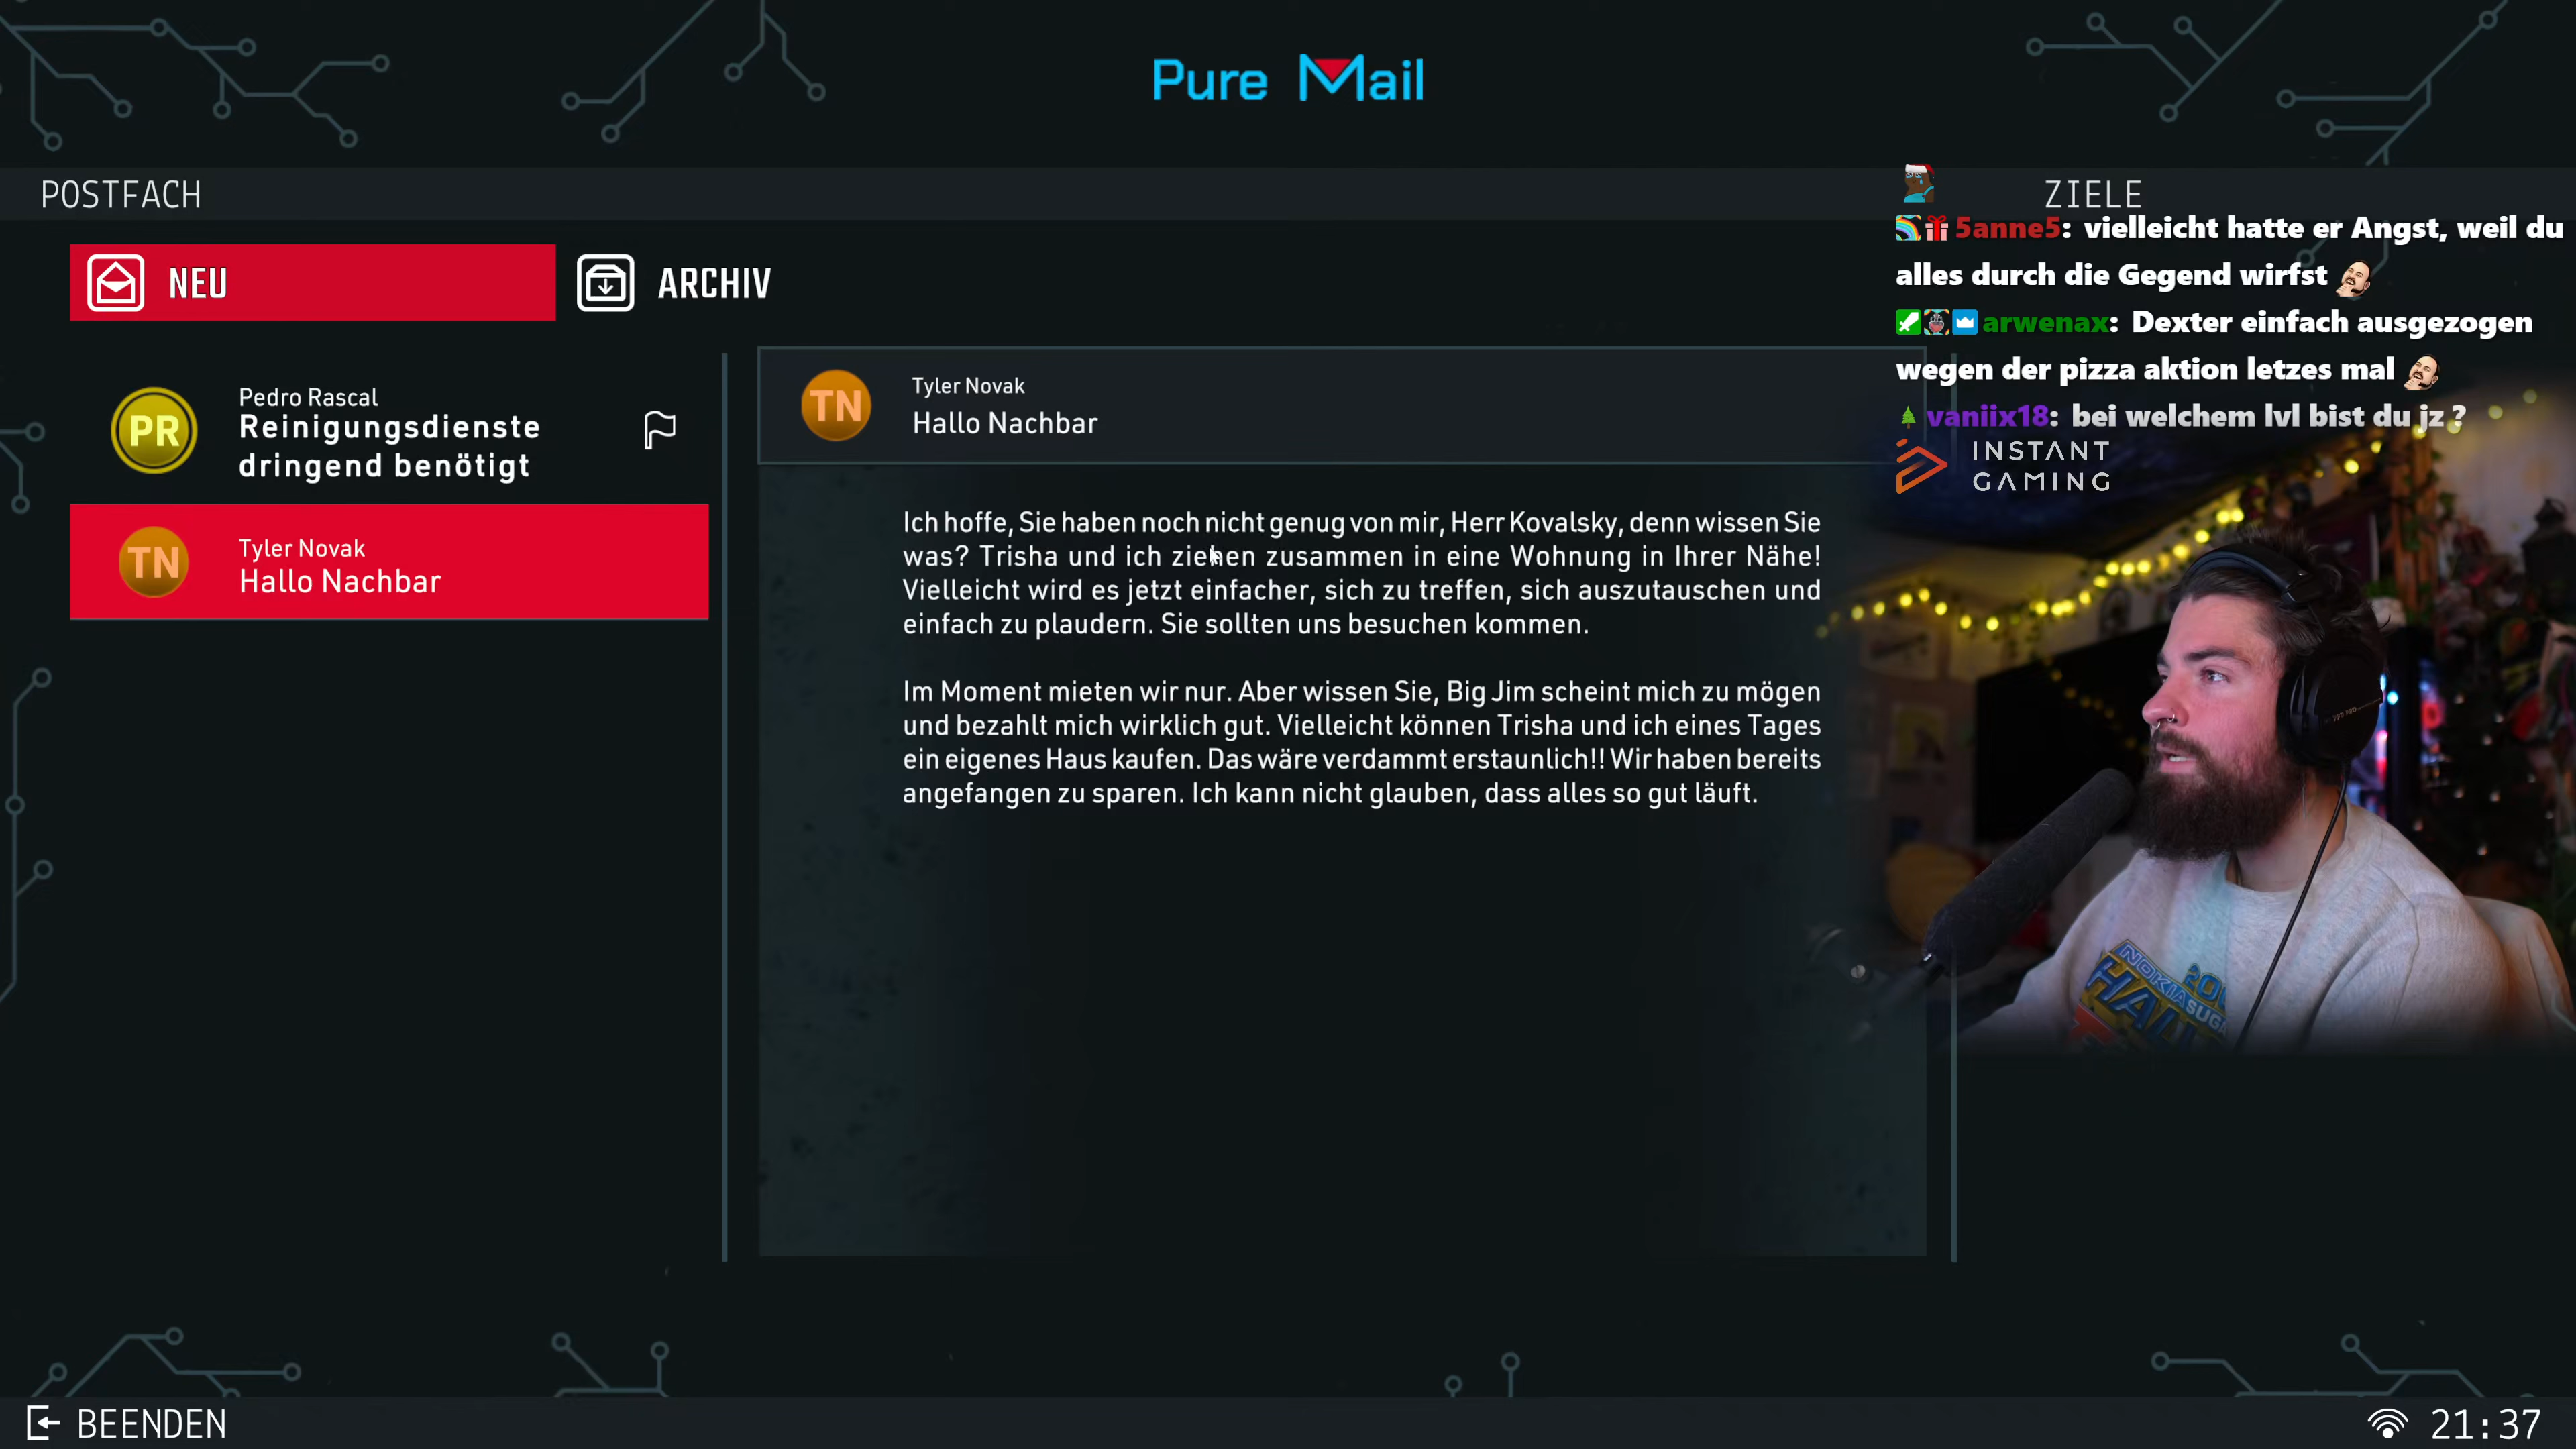 Pure Mail
POSTFACH
ZIELE
NEU
ARCHIV
PR
Pedro Rascal
Reinigungsdienste
dringend benötigt
TN
Tyler Novak
Hallo Nachbar
TN
Tyler Novak
Hallo Nachbar
Ich hoffe, Sie haben noch nicht genug von mir, Herr Kovalsky, denn wissen Sie
was? Trisha und ich ziehen zusammen in eine Wohnung in Ihrer Nähe!
Vielleicht wird es jetzt einfacher, sich zu treffen, sich auszutauschen und
einfach zu plaudern. Sie sollten uns besuchen kommen.
Im Moment mieten wir nur. Aber wissen Sie, Big Jim scheint mich zu mögen
und bezahlt mich wirklich gut. Vielleicht können Trisha und ich eines Tages
ein eigenes Haus kaufen. Das wäre verdammt erstaunlich!! Wir haben bereits
angefangen zu sparen. Ich kann nicht glauben, dass alles so gut läuft.
5anne5: vielleicht hatte er Angst, weil du
alles durch die Gegend wirfst
arwenax: Dexter einfach ausgezogen
wegen der pizza aktion letzes mal
vaniix18: bei welchem lvl bist du jz ?
INSTANT
GAMING
NOKIA
BEENDEN
21:37